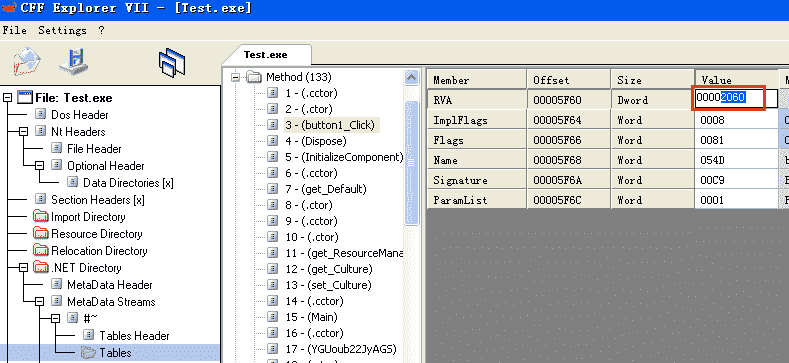 CFF Explorer VII - [Test.exe]
File Settings ?
Test.exe
File: Test.exe
Dos Header
Nt Headers
File Header
Optional Header
Data Directories [x]
Section Headers [x]
Import Directory
Resource Directory
Relocation Directory
.NET Directory
MetaData Header
MetaData Streams
#~
Tables Header
Tables
Method (133)
1 - (.cctor)
2 - (.ctor)
3 - (button1_Click)
4 - (Dispose)
5 - (InitializeComponent)
6 - (.cctor)
7 - (get_Default)
8 - (.ctor)
9 - (.cctor)
10 - (.ctor)
11 - (get_ResourceMana
12 - (get_Culture)
13 - (set_Culture)
14 - (.cctor)
15 - (Main)
16 - (.cctor)
17 - (YGUoub22JyAGS)
Member Offset Size Value
RVA 00005F60 Dword 00002060
ImplFlags 00005F64 Word 0008
Flags 00005F66 Word 0081
Name 00005F68 Word 054D
Signature 00005F6A Word 00C9
ParamList 00005F6C Word 0001